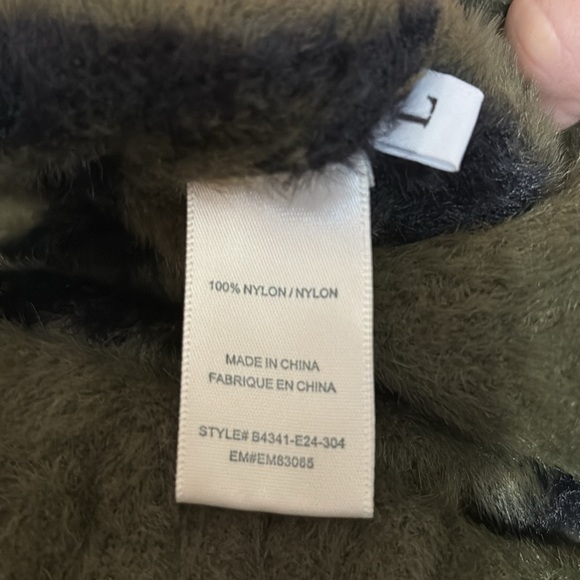 L
100% NYLON / NYLON
MADE IN CHINA
FABRIQUE EN CHINA
STYLE# B4341-E24-304
EM#EM83065